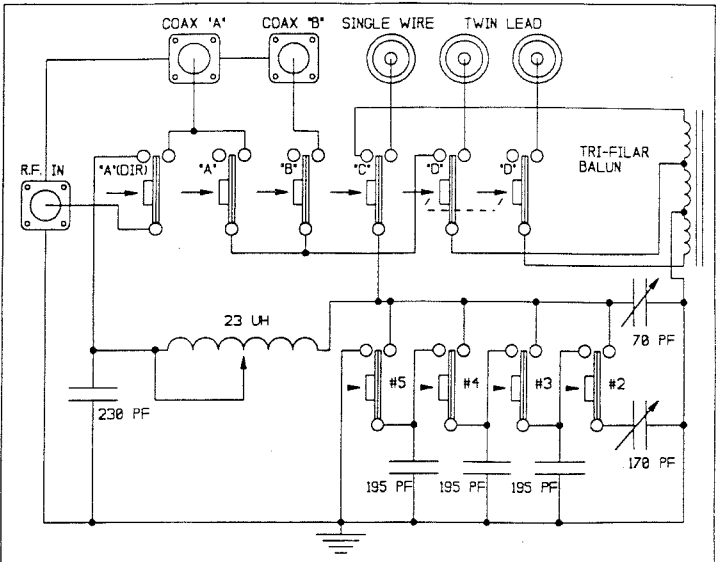 COAX "A" COAX "B" SINGLE WIRE TWIN LEAD
R.F. IN "A"(DIR) "A" "B" "C" "D" "D" TRI-FILAR
BALUN
23 UH
70 PF
#5 #4 #3 #2
230 PF
195 PF 195 PF 195 PF 170 PF